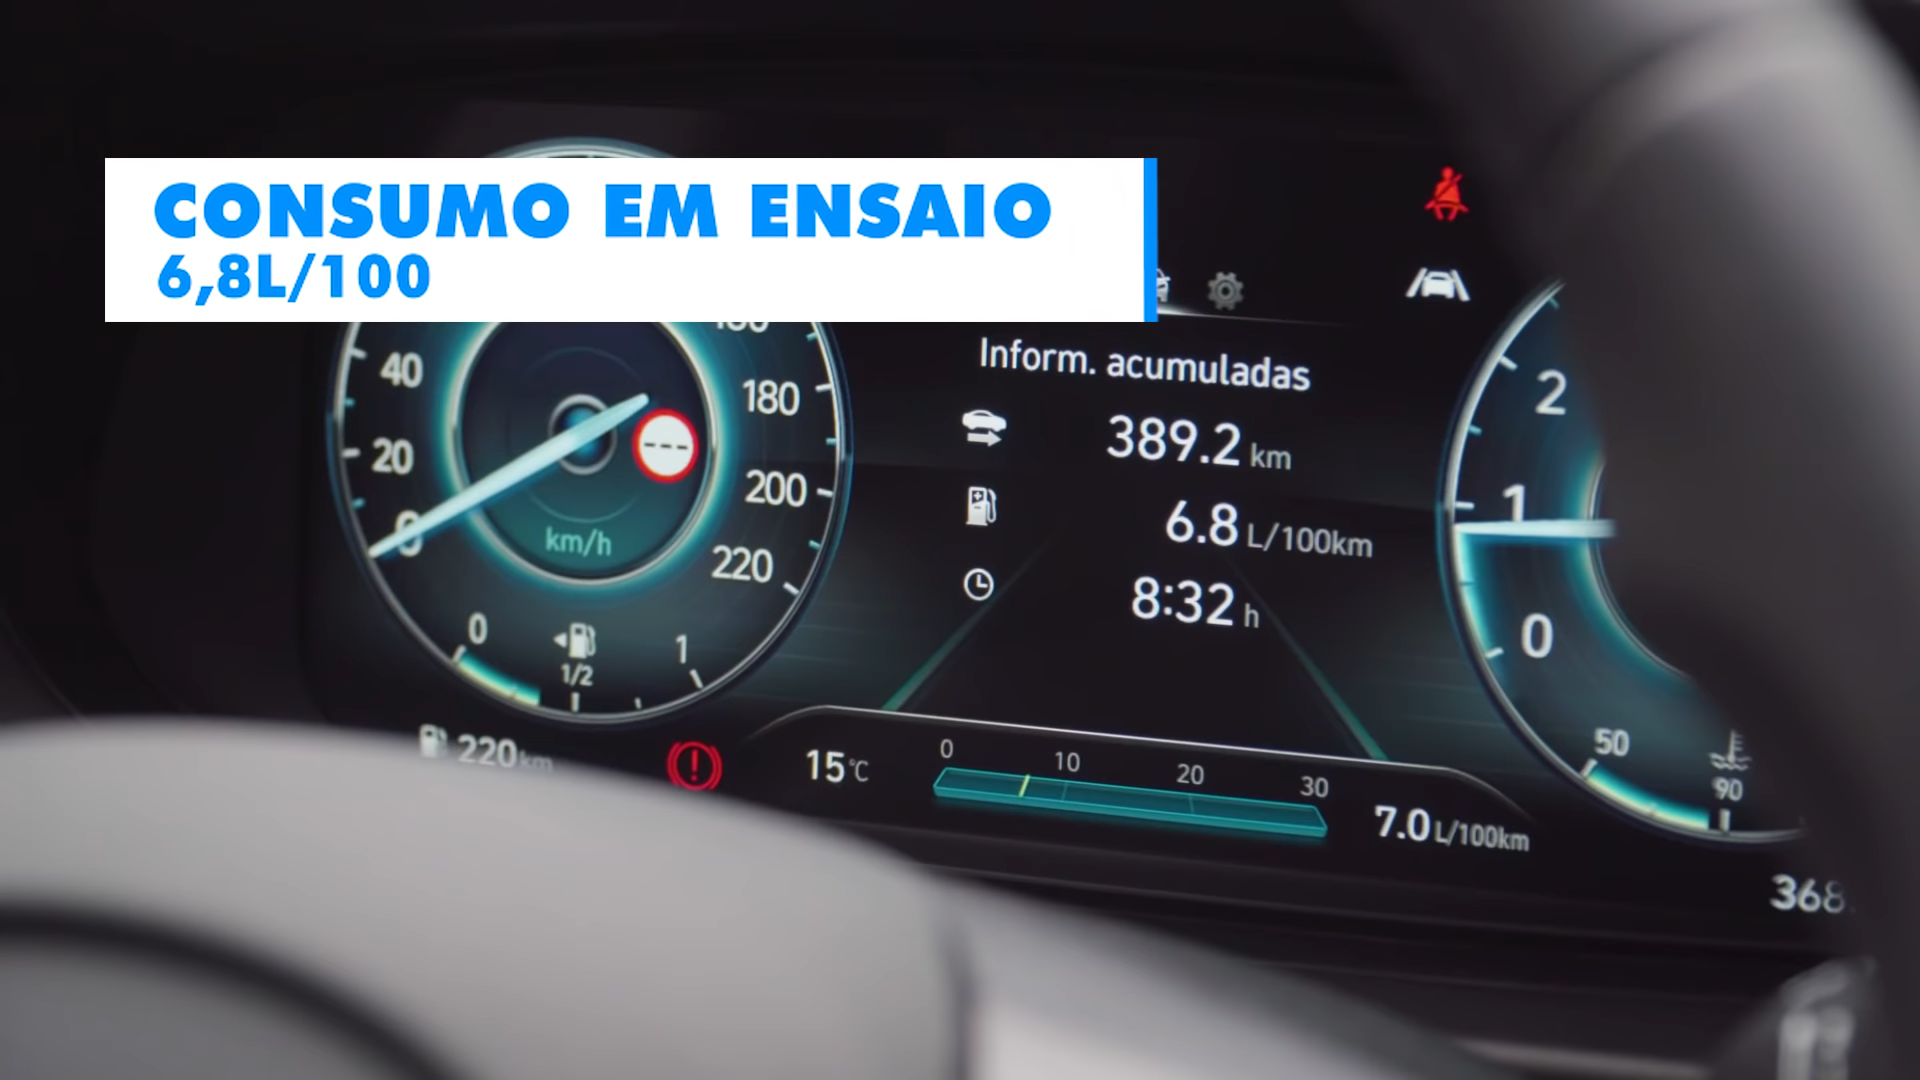 CONSUMO EM ENSAIO
6,8L/100
40
20
0
km/h
180
200
220
0
1/2
1
220 km
Inform. acumuladas
389.2 km
6.8 L/100km
8:32 h
15 °C
0 10 20 30
7.0 L/100km
2
1
0
50
90